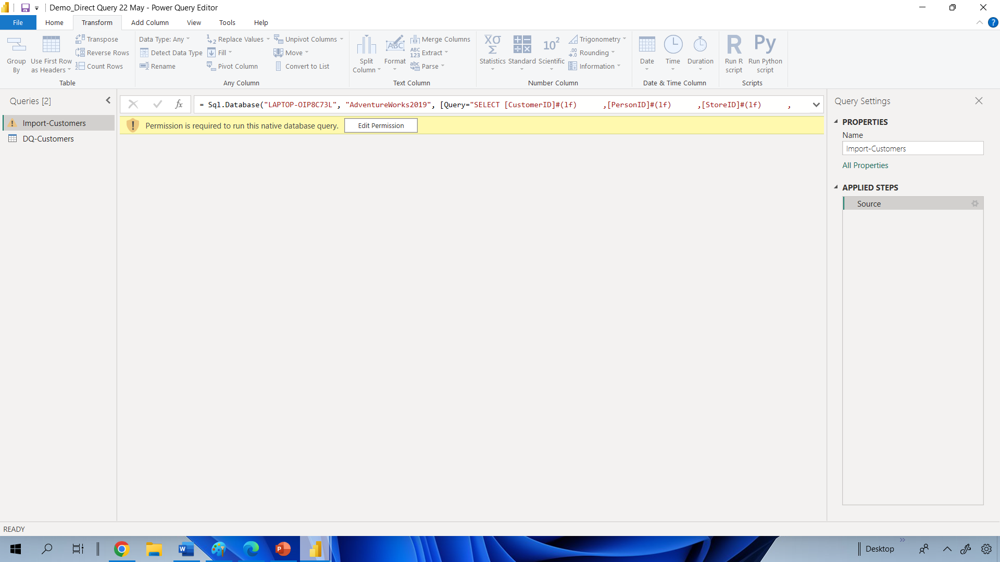 Demo_Direct Query 22 May - Power Query Editor
File Home Transform Add Column View Tools Help
Group By
Use First Row as Headers
Transpose
Reverse Rows
Count Rows
Table
Data Type: Any
Detect Data Type
Rename
Replace Values
Fill
Pivot Column
Unpivot Columns
Move
Convert to List
Any Column
Split Column
Format
Merge Columns
Extract
Parse
Text Column
Statistics
Standard
Scientific
Trigonometry
Rounding
Information
Number Column
Date
Time
Duration
Date & Time Column
Run R script
Run Python script
Scripts
Queries [2]
Import-Customers
DQ-Customers
= Sql.Database("LAPTOP-OIP8C73L", "AdventureWorks2019", [Query="SELECT [CustomerID]#(lf) ,[PersonID]#(lf) ,[StoreID]#(lf) ,
Permission is required to run this native database query. Edit Permission
Query Settings
PROPERTIES
Name
Import-Customers
All Properties
APPLIED STEPS
Source
READY
Desktop